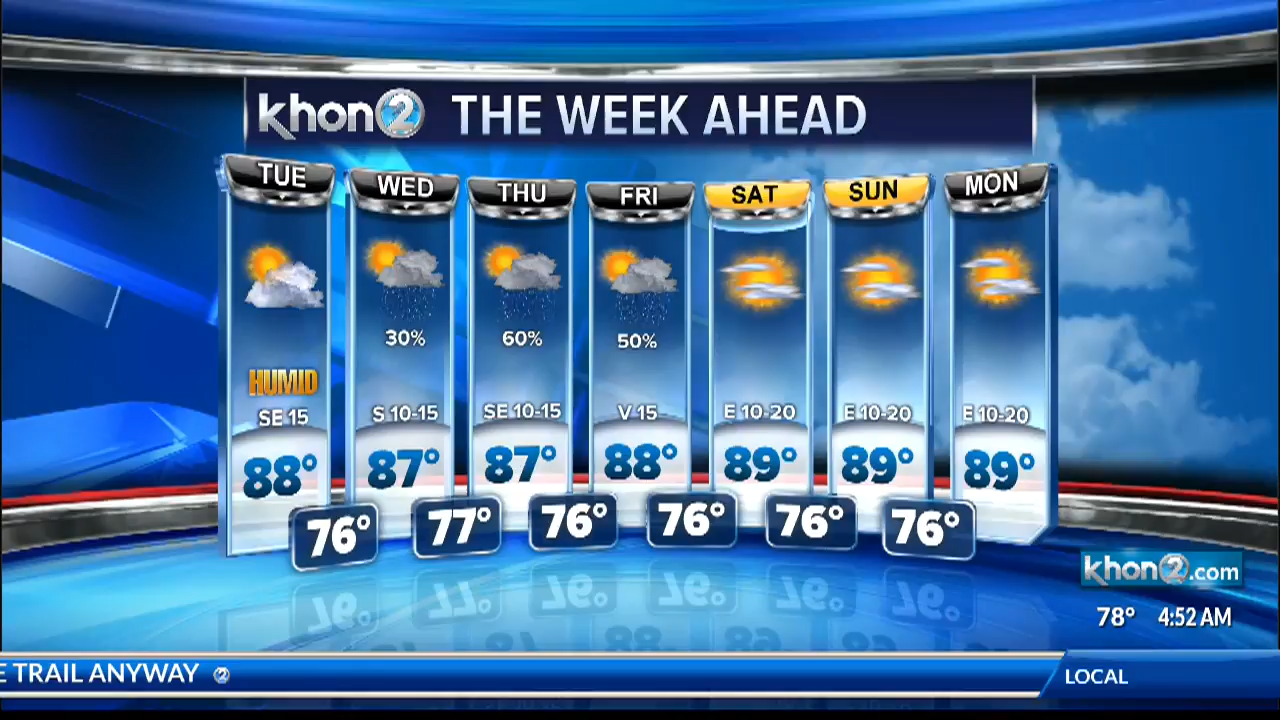 khon2 THE WEEK AHEAD
TUE WED THU FRI SAT SUN MON
30% 60% 50%
HUMID
SE 15 S 10-15 SE 10-15 V 15 E 10-20 E 10-20 E 10-20
88° 87° 87° 88° 89° 89° 89°
76° 77° 76° 76° 76° 76°
khon2.com
78° 4:52 AM
E TRAIL ANYWAY 2
LOCAL